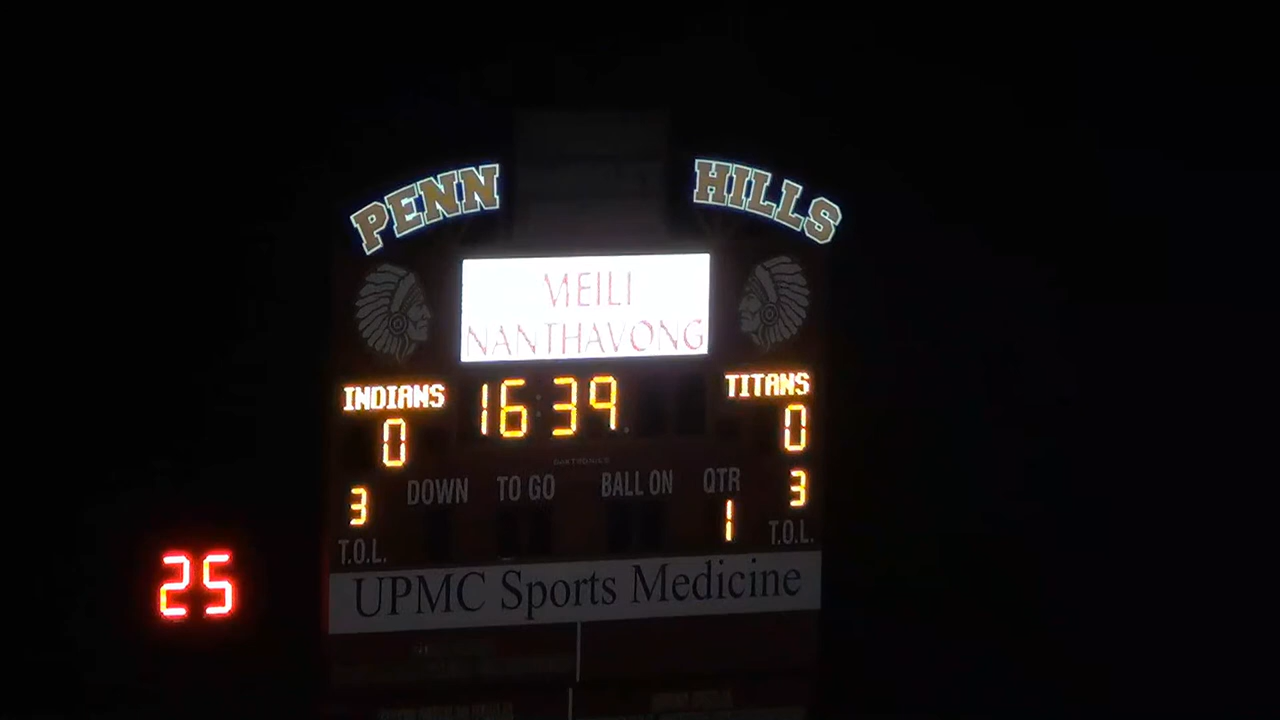 PENN HILLS
MEILI
NANTHAVONG
INDIANS 16:39 TITANS
0 0
DAKTRONICS
3 DOWN TO GO BALL ON QTR 3
1
T.O.L. T.O.L.
25
UPMC Sports Medicine